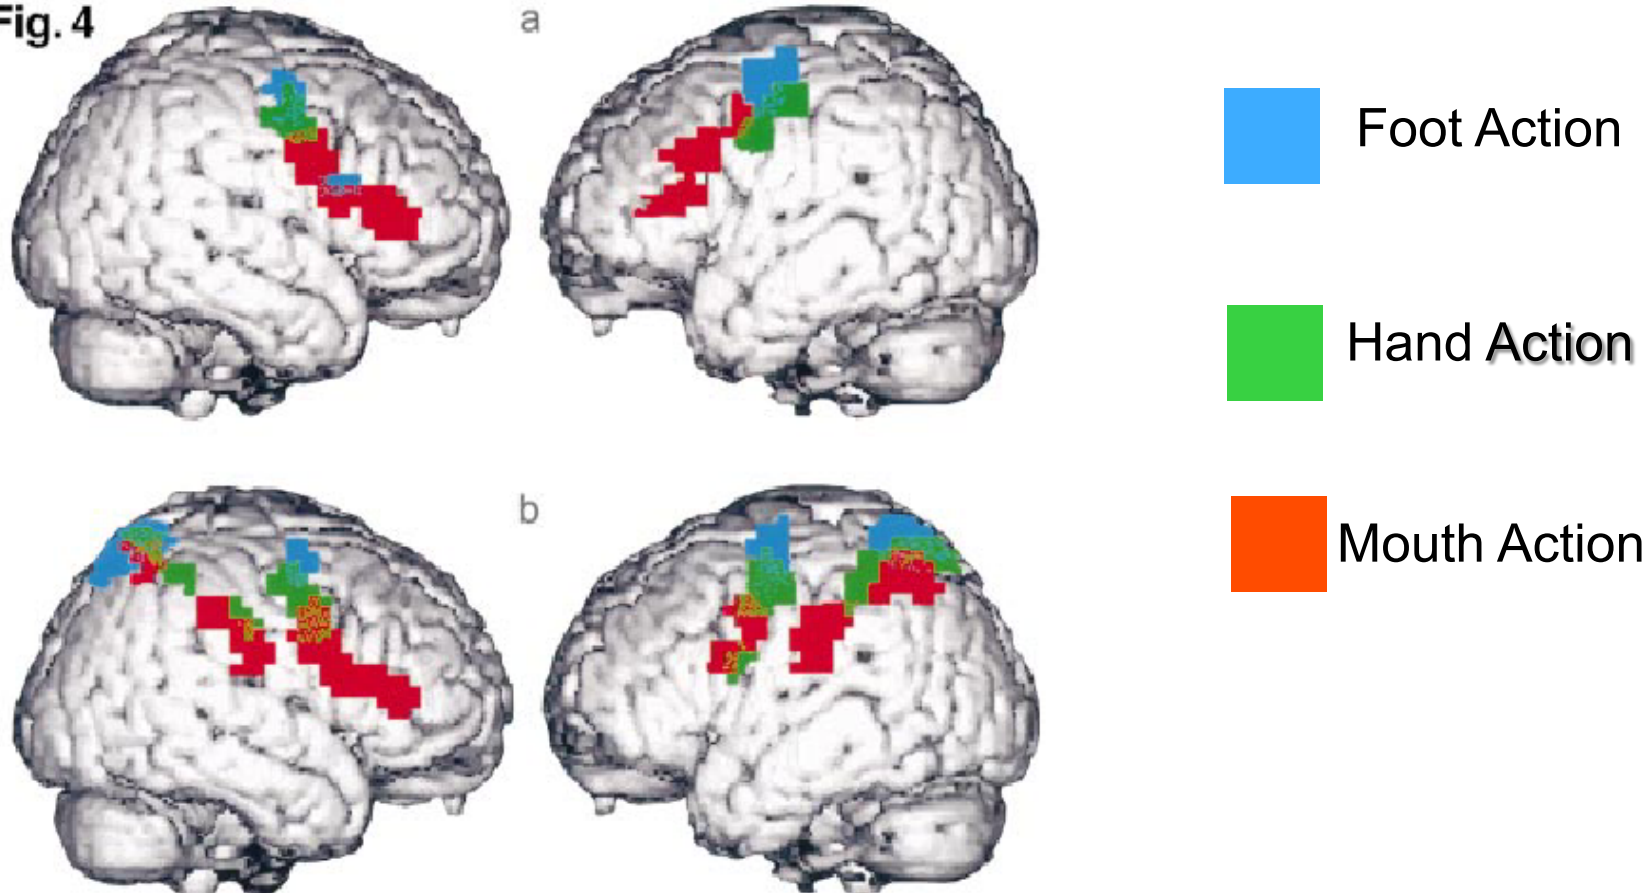 Fig. 4
a
Foot Action
Hand Action
b
Mouth Action